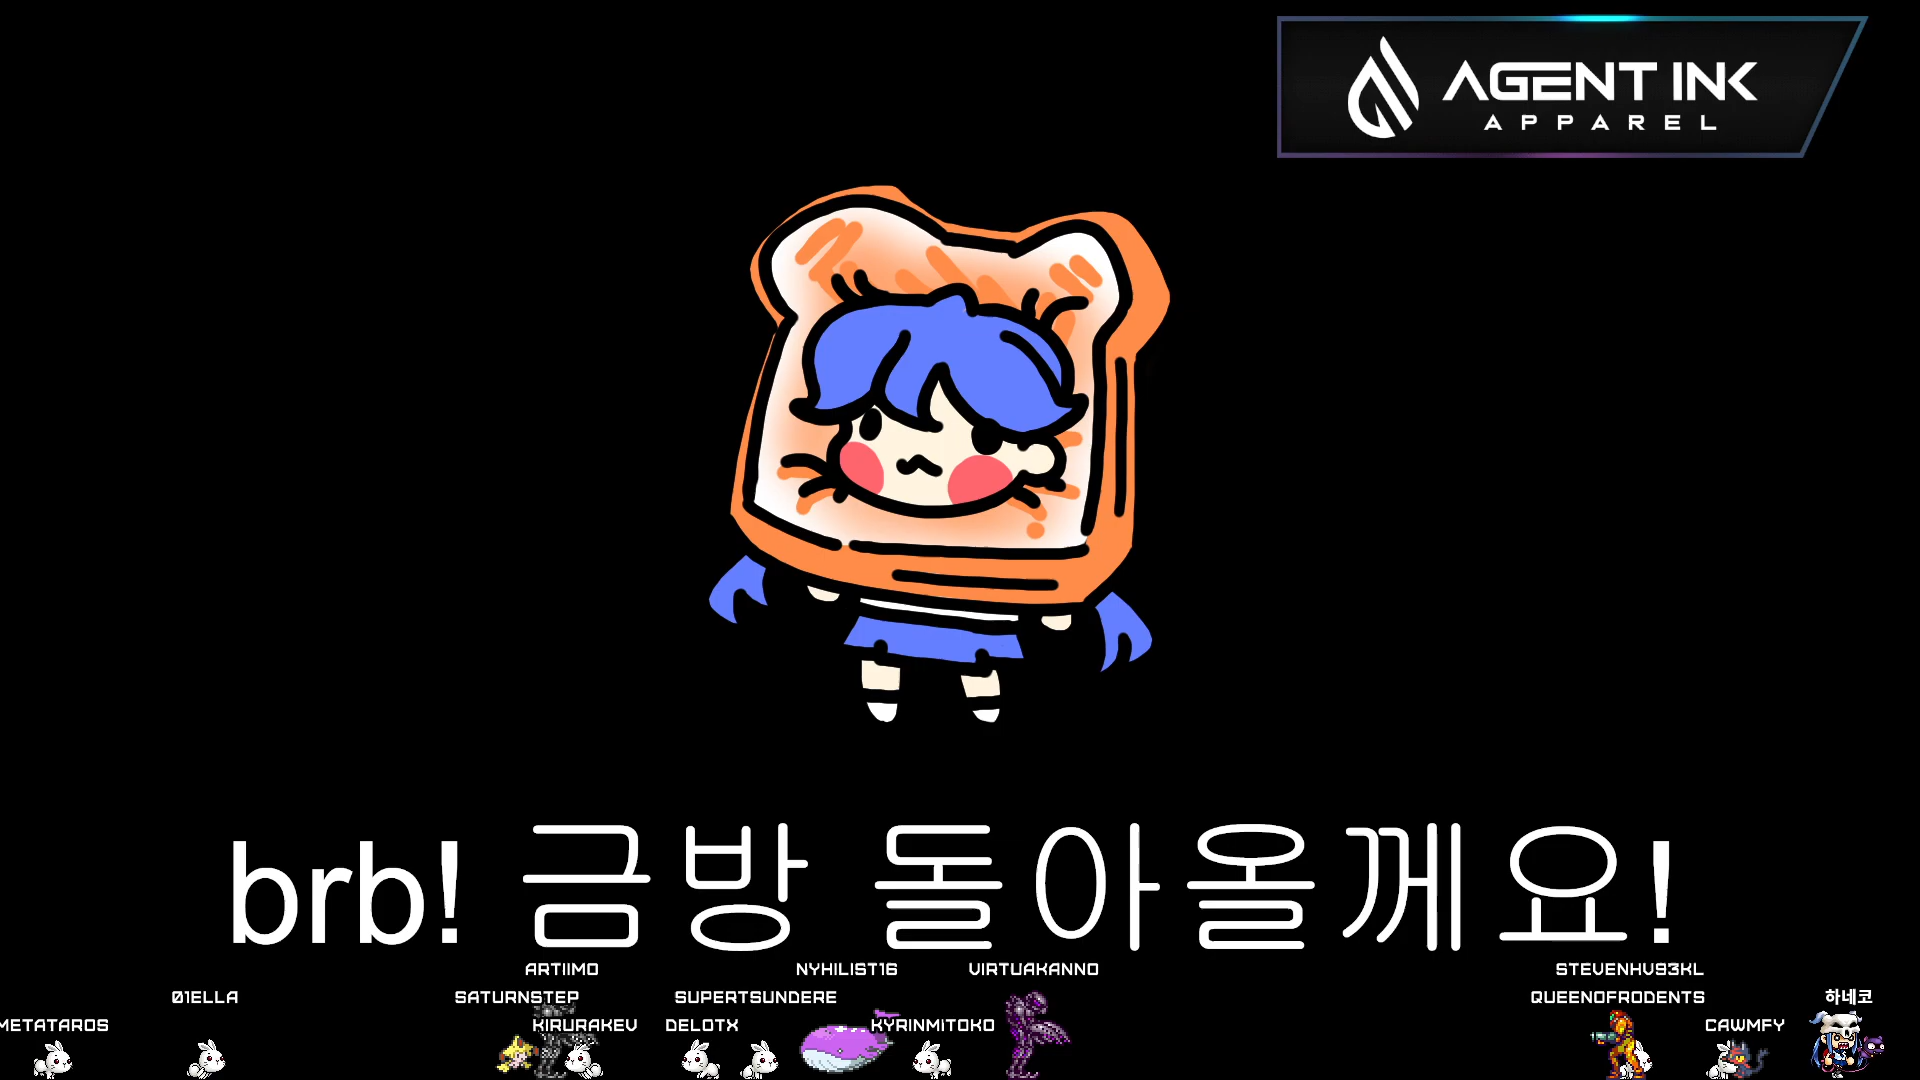 AGENT INK
APPAREL
brb! 금방 돌아올께요!
ARTIIMO
NYHILIST16
VIRTUAKANNO
STEVENHV93KL
01ELLA
SATURNSTEP
SUPERTSUNDERE
QUEENOFRODENTS
하네코
METATAROS
KIRURAKEV
DELOTX
KYRINMITOKO
CAWMFY